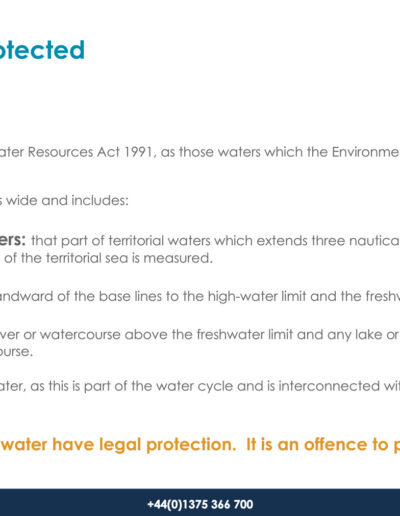 otected
ater Resources Act 1991, as those waters which the Environme
s wide and includes:
ers: that part of territorial waters which extends three nautica
of the territorial sea is measured.
andward of the base lines to the high-water limit and the freshw
ver or watercourse above the freshwater limit and any lake or
ourse.
ater, as this is part of the water cycle and is interconnected wit
water have legal protection. It is an offence to p
+44(0)1375 366 700